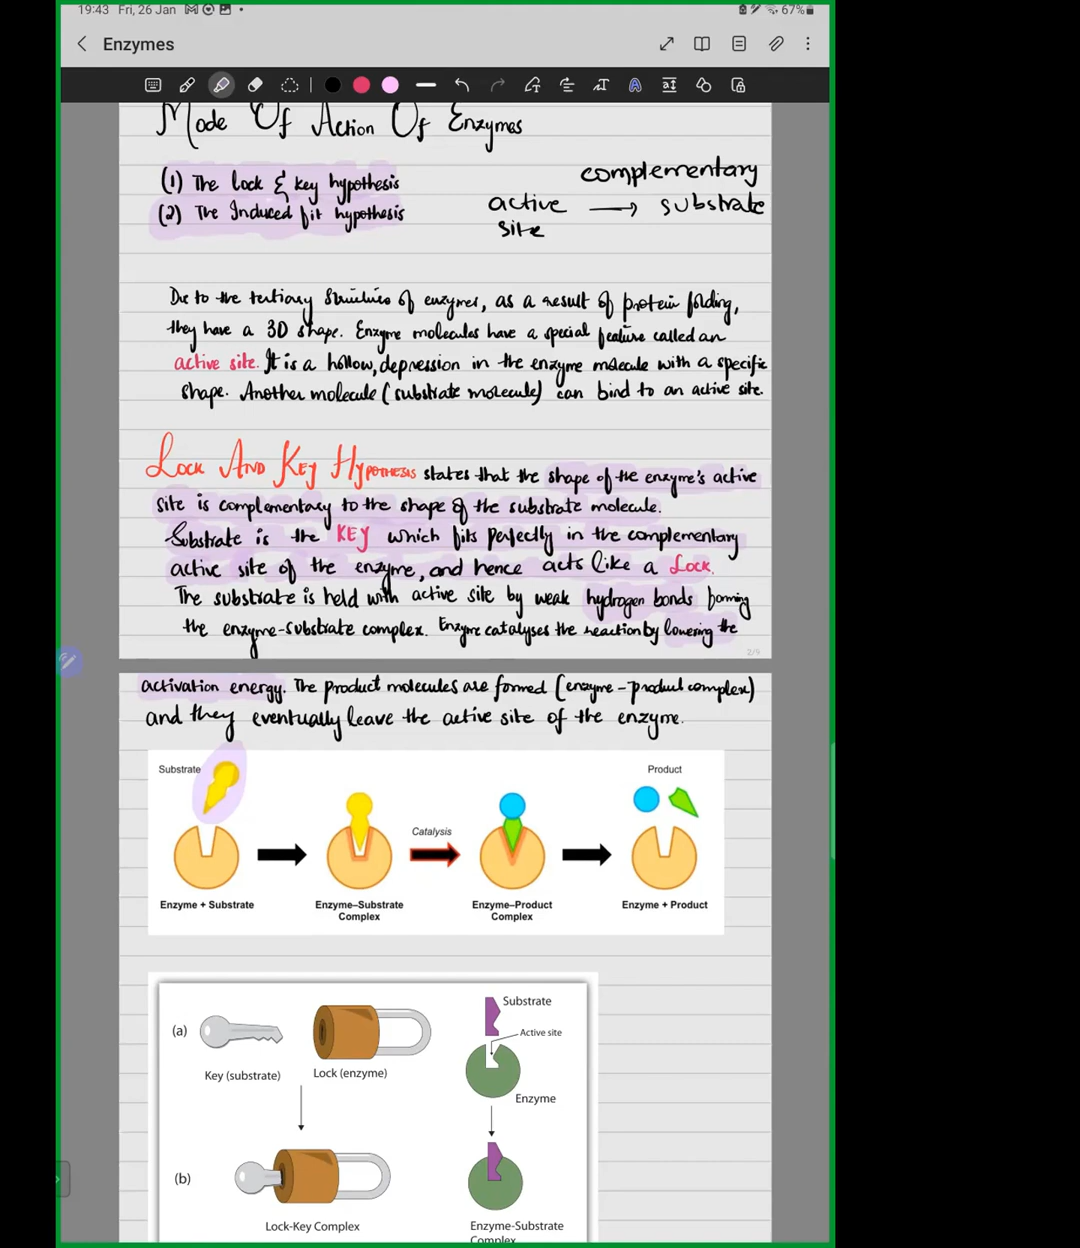 19:43 Fri, 26 Jan
67%
Enzymes
Mode Of Action Of Enzymes
(1) The lock & key hypothesis
(2) The Induced fit hypothesis
complementary
active → substrate
site
Due to the tertiary structures of enzymes, as a result of protein folding,
they have a 3D shape. Enzyme molecules have a special feature called an
active site. It is a hollow, depression in the enzyme molecule with a specific
shape. Another molecule (substrate molecule) can bind to an active site.
Lock And Key Hypothesis states that the shape of the enzyme's active
site is complementary to the shape of the substrate molecule.
Substrate is the KEY which fits perfectly in the complementary
active site of the enzyme, and hence acts like a Lock.
The substrate is held with active site by weak hydrogen bonds forming
the enzyme-substrate complex. Enzyme catalyses the reaction by lowering the
2/9
activation energy. The product molecules are formed (enzyme-product complex)
and they eventually leave the active site of the enzyme.
Substrate
Product
Catalysis
Enzyme + Substrate
Enzyme–Substrate
Complex
Enzyme–Product
Complex
Enzyme + Product
(a)
Key (substrate)
Lock (enzyme)
Substrate
Active site
Enzyme
(b)
Lock-Key Complex
Enzyme-Substrate
Complex